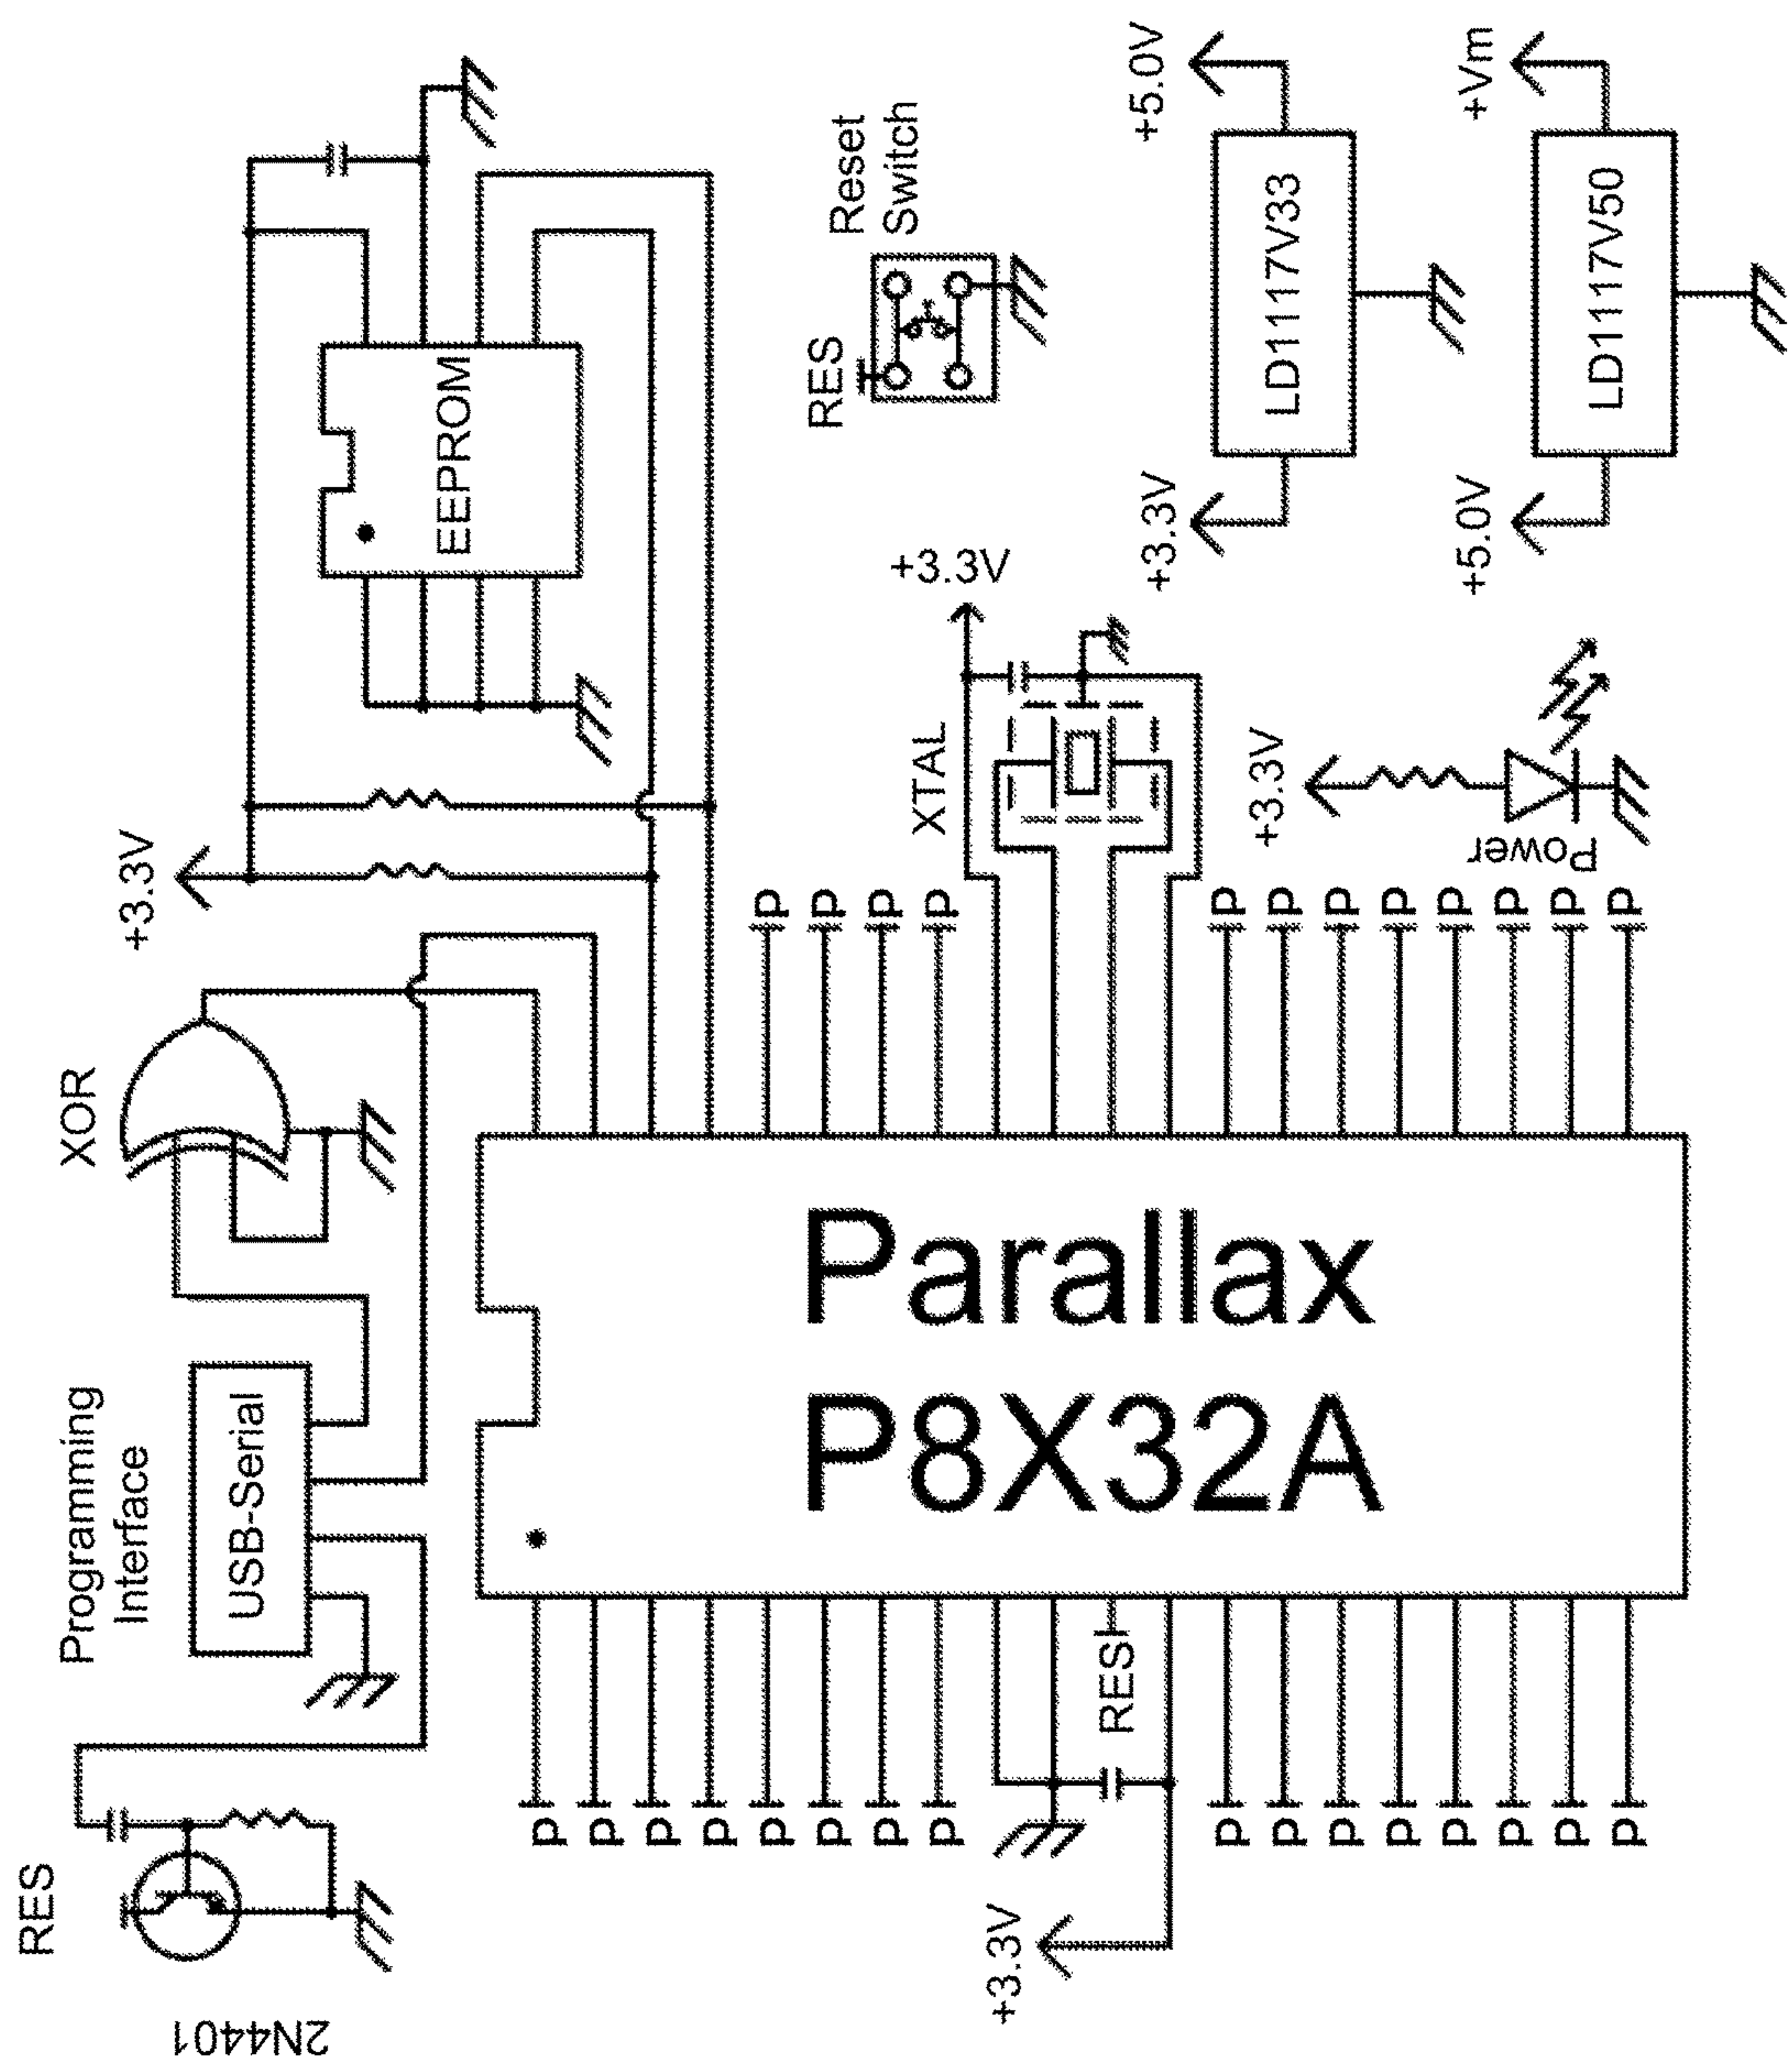 RES
2N4401
Programming
Interface
USB-Serial
XOR
+3.3V
EEPROM
RES
Reset
Switch
+3.3V
XTAL
+3.3V
LD1117V33
+5.0V
+5.0V
LD1117V50
+Vm
+3.3V
Power
P
P
P
P
P
P
P
P
P
P
P
P
Parallax
P8X32A
P
P
P
P
P
P
P
P
RES
+3.3V
P
P
P
P
P
P
P
P